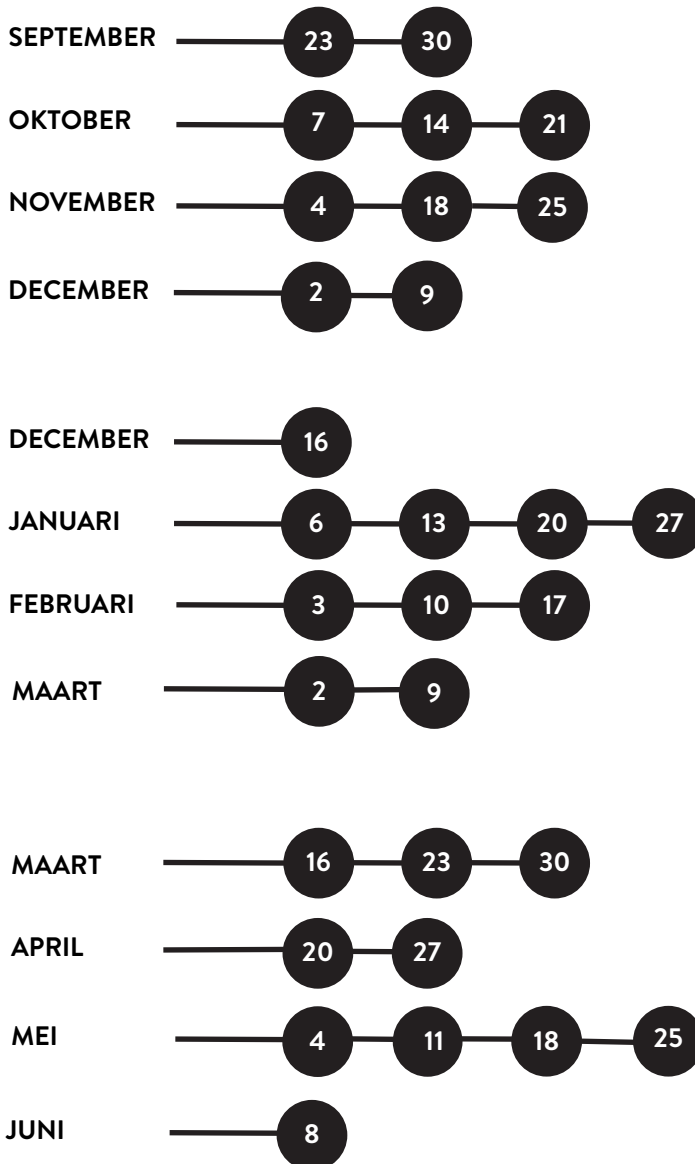 SEPTEMBER 23 30
OKTOBER 7 14 21
NOVEMBER 4 18 25
DECEMBER 2 9
DECEMBER 16
JANUARI 6 13 20 27
FEBRUARI 3 10 17
MAART 2 9
MAART 16 23 30
APRIL 20 27
MEI 4 11 18 25
JUNI 8